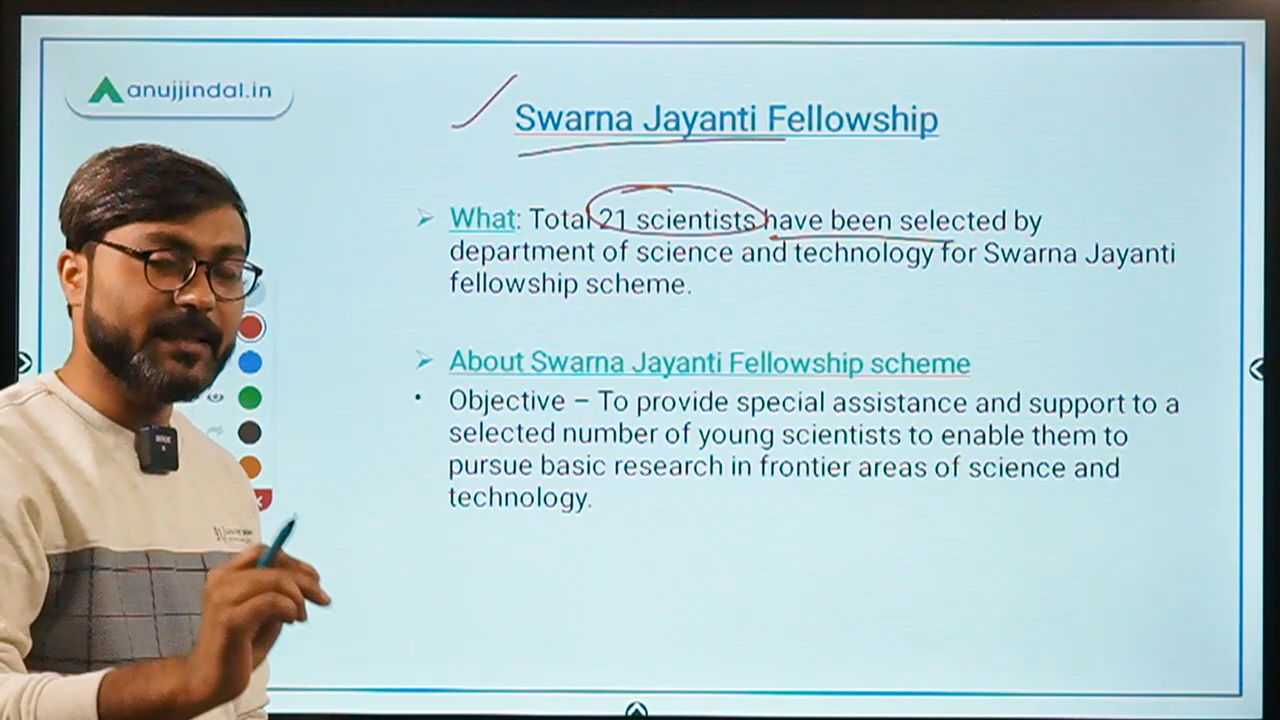 anujjindal.in
Swarna Jayanti Fellowship
What: Total 21 scientists have been selected by
department of science and technology for Swarna Jayanti
fellowship scheme.
About Swarna Jayanti Fellowship scheme
Objective – To provide special assistance and support to a
selected number of young scientists to enable them to
pursue basic research in frontier areas of science and
technology.